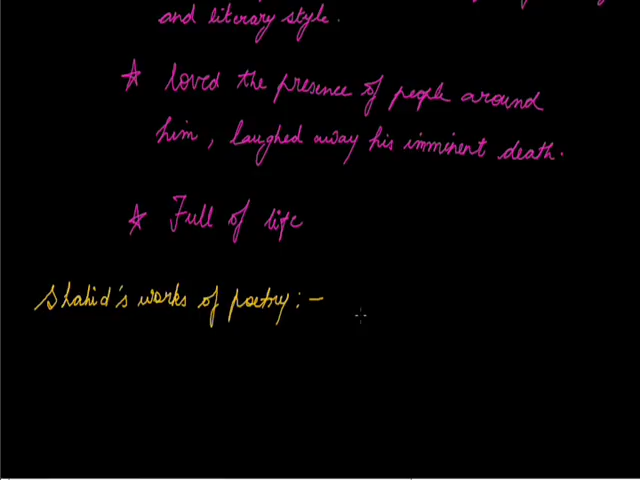 and literary style.
☆ loved the presence of people around
him, laughed away his imminent death.
☆ Full of life
Shahid's works of poetry:-